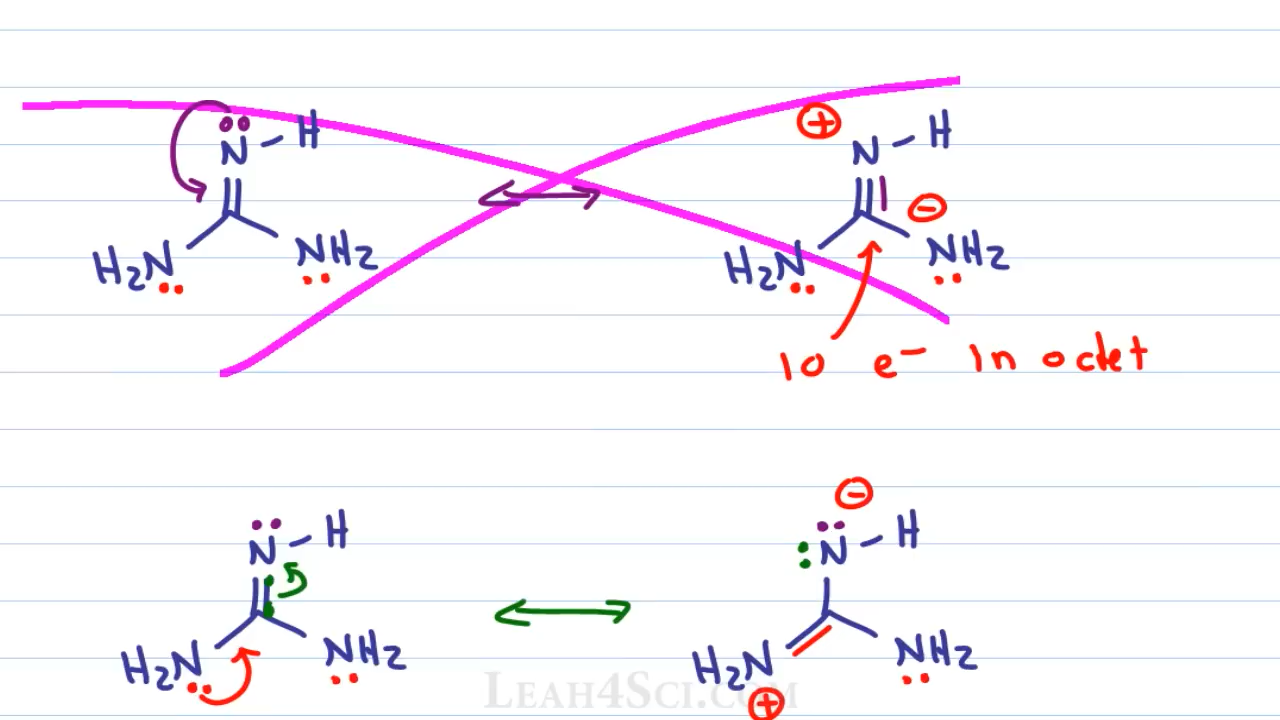 N H N H
H₂N NH₂ H₂N NH₂
10 e⁻ in octet
N H N H
H₂N NH₂ H₂N NH₂
LEAH4SCI.COM